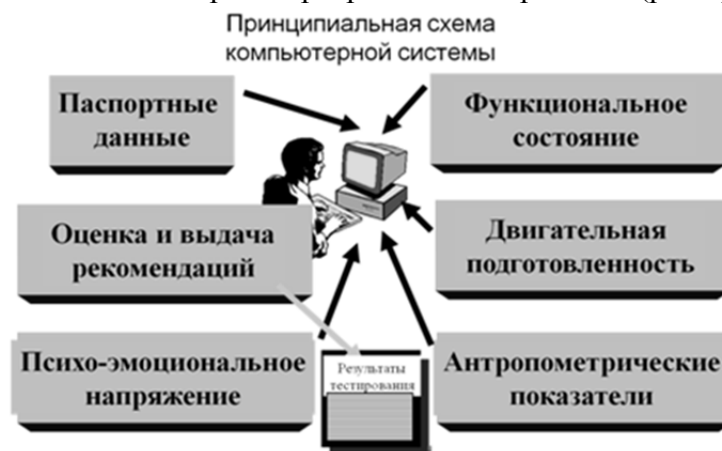 Принципиальная схема
компьютерной системы
Паспортные
данные
Функциональное
состояние
Оценка и выдача
рекомендаций
Двигательная
подготовленность
Психо-эмоциональное
напряжение
Результаты
тестирования
Антропометрические
показатели